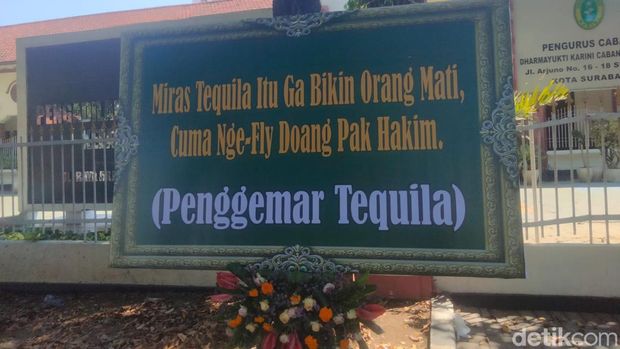 Miras Tequila Itu Ga Bikin Orang Mati,
Cuma Nge-Fly Doang Pak Hakim.
(Penggemar Tequila)
PENGURUS CABA
DHARMAYUKTI KARINI CABAN
JL. Arjuno No. 16 - 18 S
KOTA SURABA
detikcom